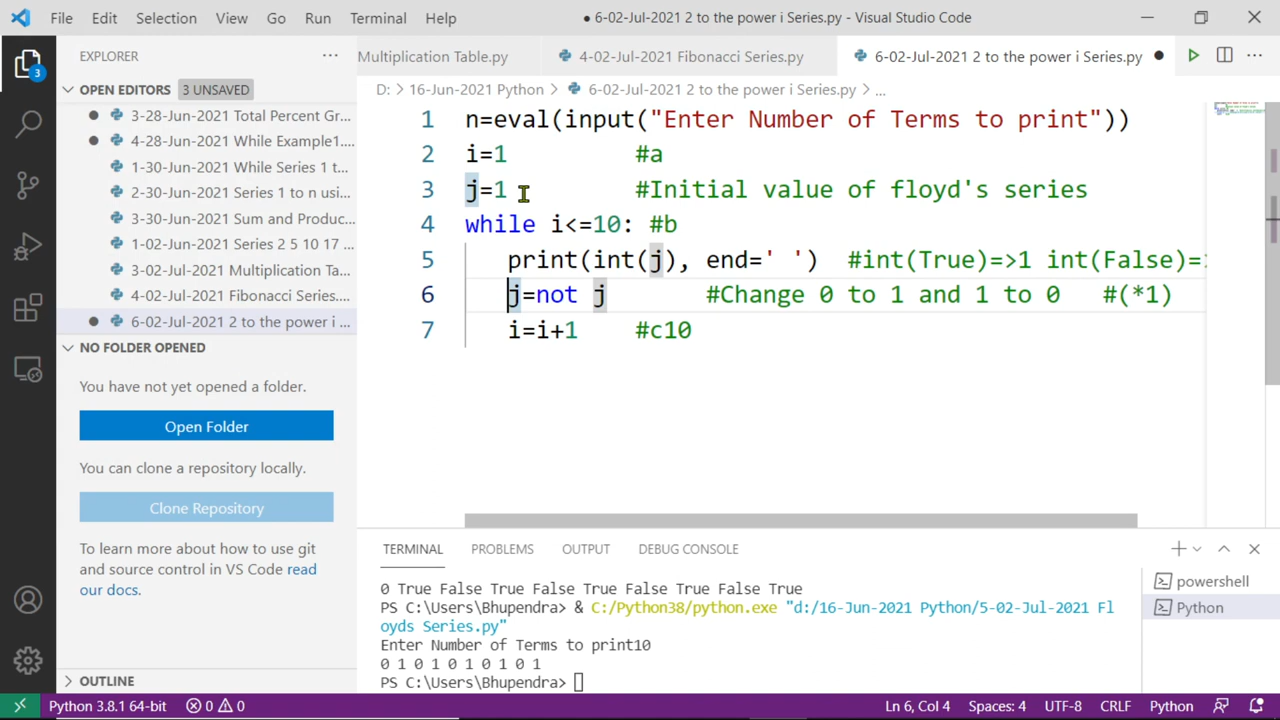 File Edit Selection View Go Run Terminal Help ● 6-02-Jul-2021 2 to the power i Series.py - Visual Studio Code
EXPLORER ...
Multiplication Table.py 4-02-Jul-2021 Fibonacci Series.py 6-02-Jul-2021 2 to the power i Series.py ● ...
OPEN EDITORS 3 UNSAVED
D: > 16-Jun-2021 Python > 6-02-Jul-2021 2 to the power i Series.py > ...
3
● 3-28-Jun-2021 Total Percent Gr...
● 4-28-Jun-2021 While Example1....
1-30-Jun-2021 While Series 1 to...
2-30-Jun-2021 Series 1 to n usin...
3-30-Jun-2021 Sum and Produc...
1-02-Jul-2021 Series 2 5 10 17 ...
3-02-Jul-2021 Multiplication Ta...
4-02-Jul-2021 Fibonacci Series....
● 6-02-Jul-2021 2 to the power i ...
NO FOLDER OPENED
You have not yet opened a folder.
Open Folder
You can clone a repository locally.
Clone Repository
To learn more about how to use git
and source control in VS Code read
our docs.
OUTLINE
1 n=eval(input("Enter Number of Terms to print"))
2 i=1 #a
3 j=1 #Initial value of floyd's series
4 while i<=10: #b
5 print(int(j), end=' ') #int(True)=>1 int(False)=>
6 j=not j #Change 0 to 1 and 1 to 0 #(*1)
7 i=i+1 #c10
TERMINAL PROBLEMS OUTPUT DEBUG CONSOLE
0 True False True False True False True False True
PS C:\Users\Bhupendra> & C:/Python38/python.exe "d:/16-Jun-2021 Python/5-02-Jul-2021 Fl
oyds Series.py"
Enter Number of Terms to print10
0 1 0 1 0 1 0 1 0 1
PS C:\Users\Bhupendra>
powershell
Python
Python 3.8.1 64-bit 0 0 Ln 6, Col 4 Spaces: 4 UTF-8 CRLF Python